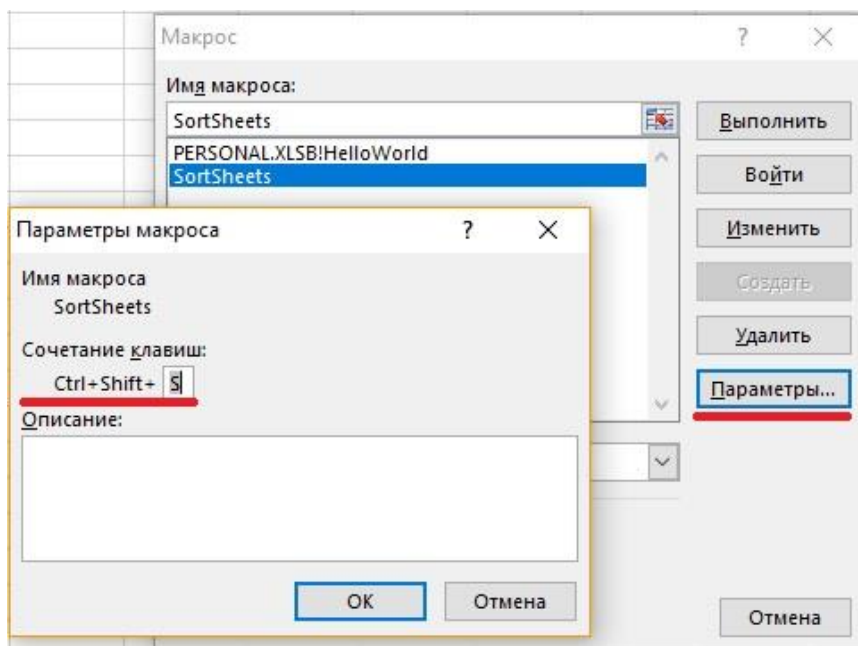 Макрос
Имя макроса:
SortSheets
PERSONAL.XLSB!HelloWorld
SortSheets
Выполнить
Войти
Изменить
Создать
Удалить
Параметры...
Отмена
Параметры макроса
Имя макроса
SortSheets
Сочетание клавиш:
Ctrl+Shift+ S
Описание:
OK
Отмена